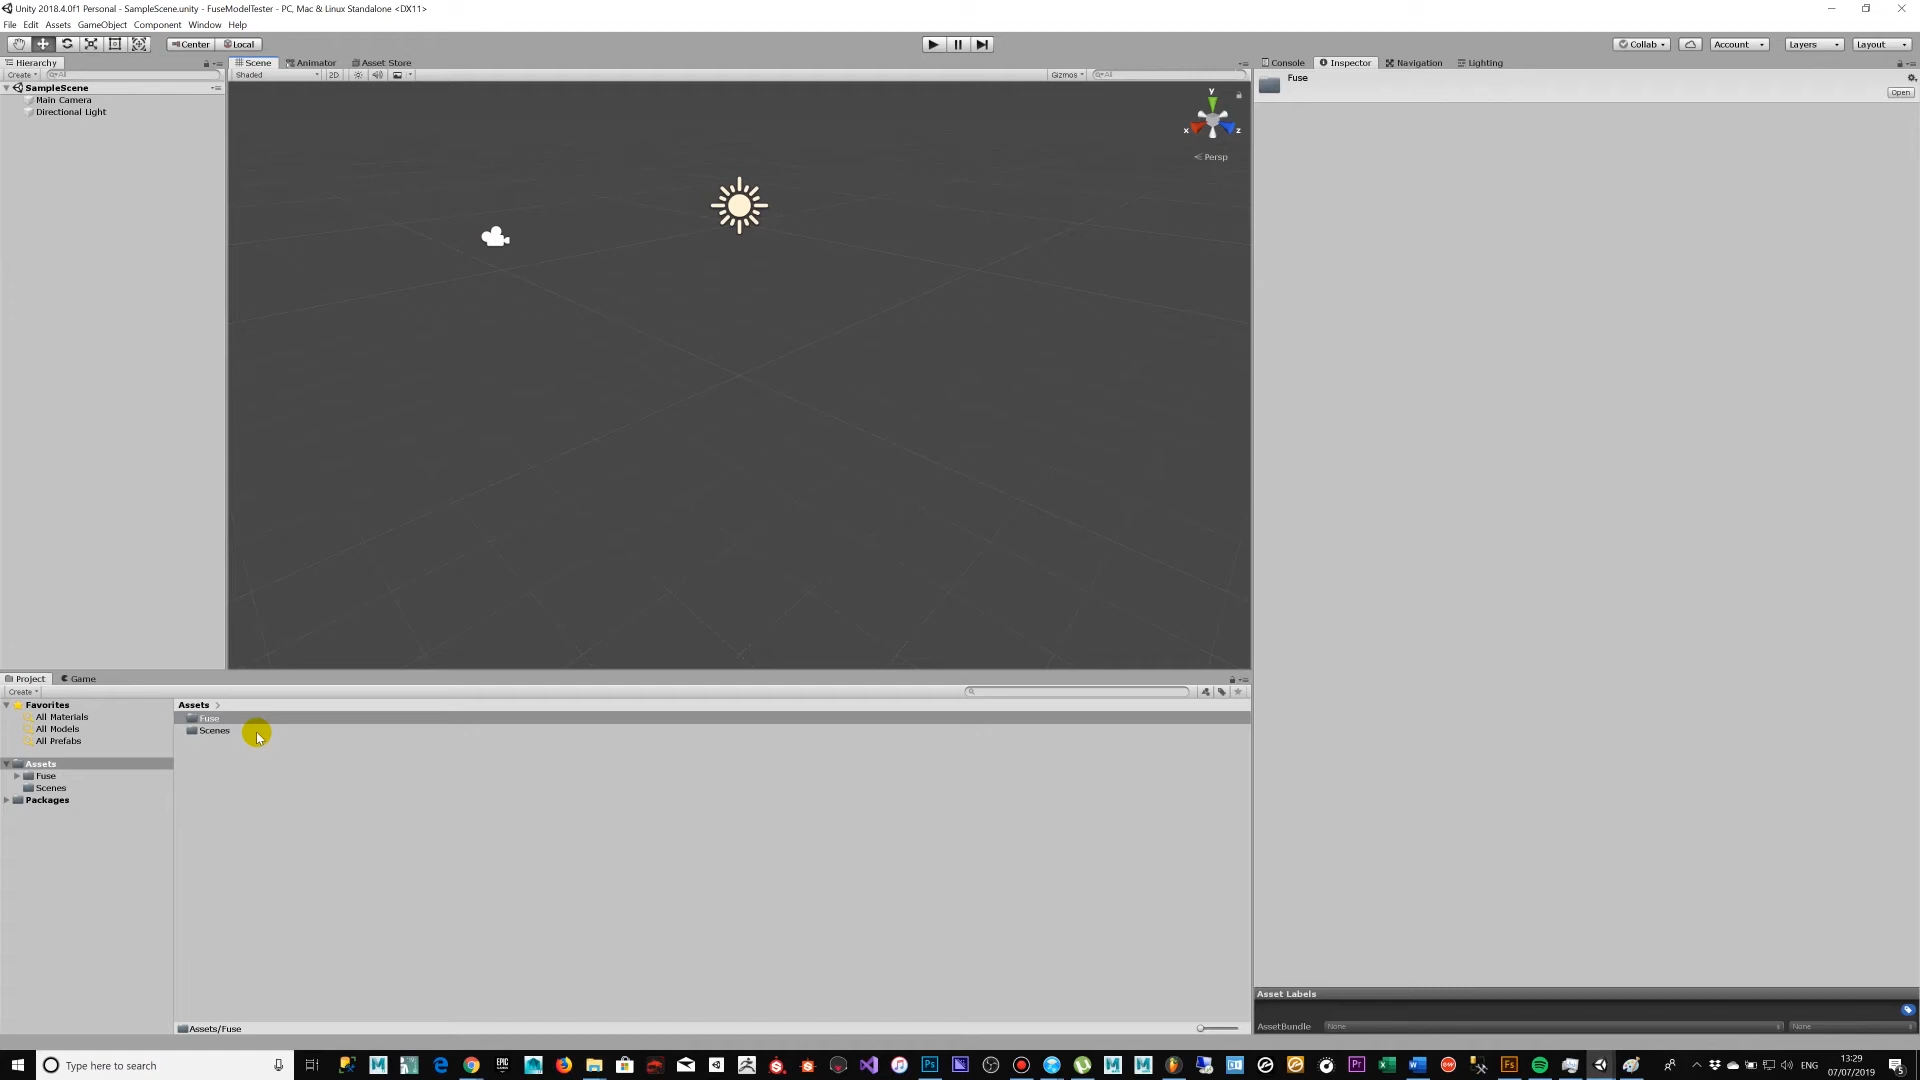 Unity 2018.4.0f1 Personal - SampleScene.unity - FuseModelTester - PC, Mac & Linux Standalone <DX11>
File Edit Assets GameObject Component Window Help
Center Local Collab Account Layers Layout
Hierarchy Scene Animator Asset Store Console Inspector Navigation Lighting
Create All Shaded 2D Gizmos All Fuse
SampleScene Open
Main Camera
Directional Light
y
x z
Persp
Project Game
Create
Favorites Assets
All Materials Fuse
All Models Scenes
All Prefabs
Assets
Fuse
Scenes
Packages
Asset Labels
Assets/Fuse AssetBundle None None
Type here to search ENG 13:29
07/07/2019